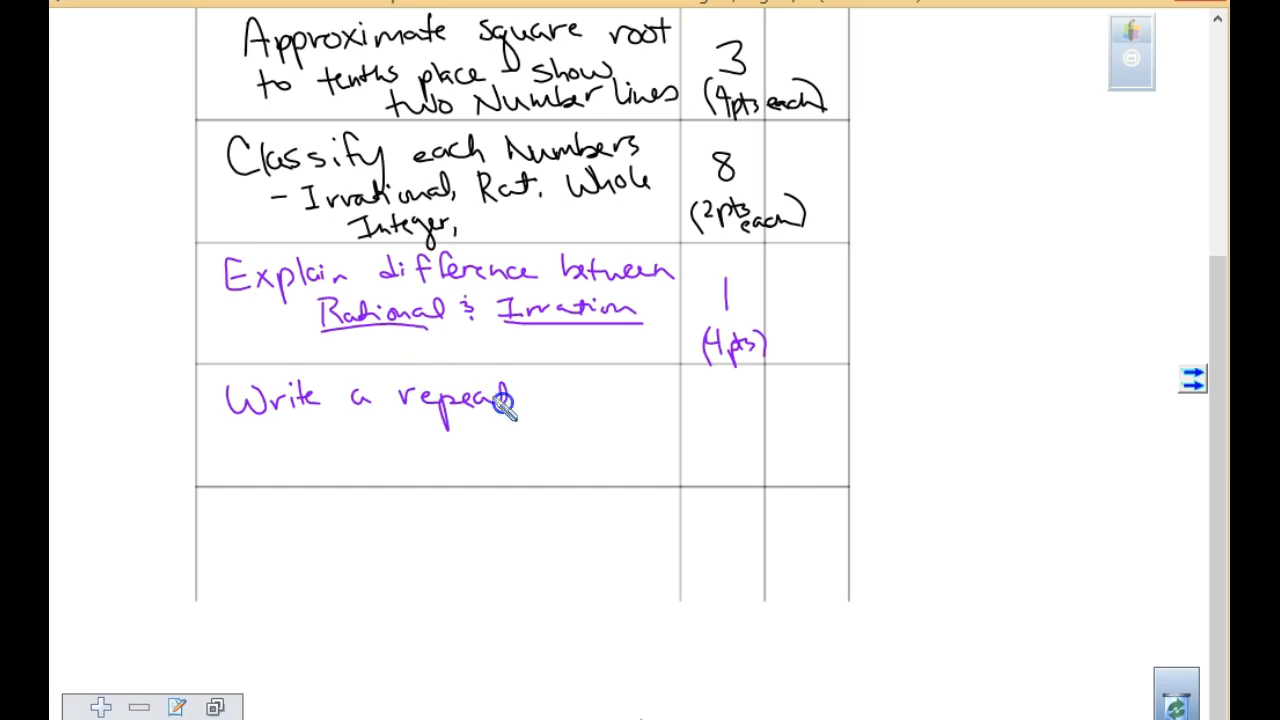 Approximate square root
to tenths place - show
two Number lines
3
(4pts each)
Classify each Numbers
- Irrational, Rat. Whole
Integer,
8
(2pts each)
Explain difference between
Rational & Irration
1
(4pts)
Write a repeat